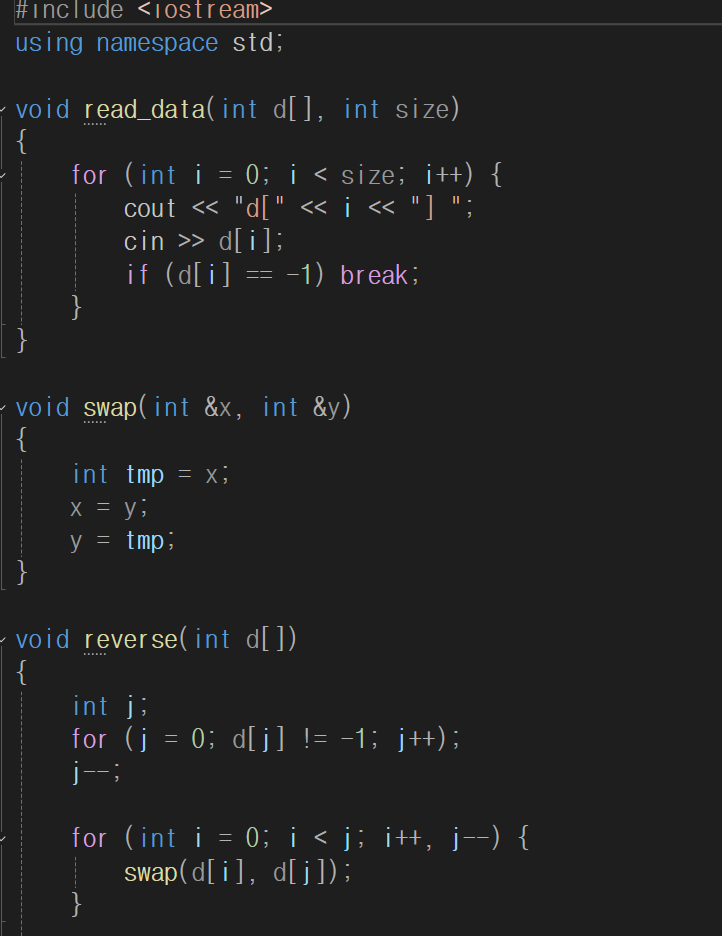 #include <iostream>
using namespace std;
void read_data(int d[], int size)
{
for (int i = 0; i < size; i++) {
cout << "d[" << i << "] ";
cin >> d[i];
if (d[i] == -1) break;
}
}
void swap(int &x, int &y)
{
int tmp = x;
x = y;
y = tmp;
}
void reverse(int d[])
{
int j;
for (j = 0; d[j] != -1; j++);
j--;
for (int i = 0; i < j; i++, j--) {
swap(d[i], d[j]);
}